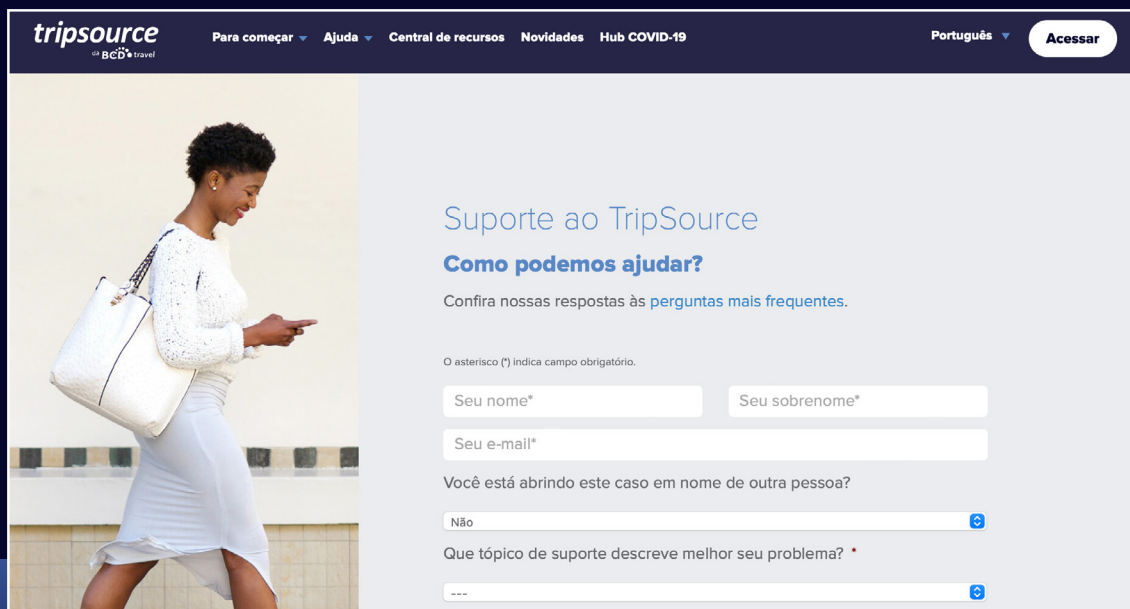 tripsource
da BCD travel
Para começar Ajuda Central de recursos Novidades Hub COVID-19 Português Acessar
Suporte ao TripSource
Como podemos ajudar?
Confira nossas respostas às perguntas mais frequentes.
O asterisco (*) indica campo obrigatório.
Seu nome* Seu sobrenome*
Seu e-mail*
Você está abrindo este caso em nome de outra pessoa?
Não
Que tópico de suporte descreve melhor seu problema? *
---